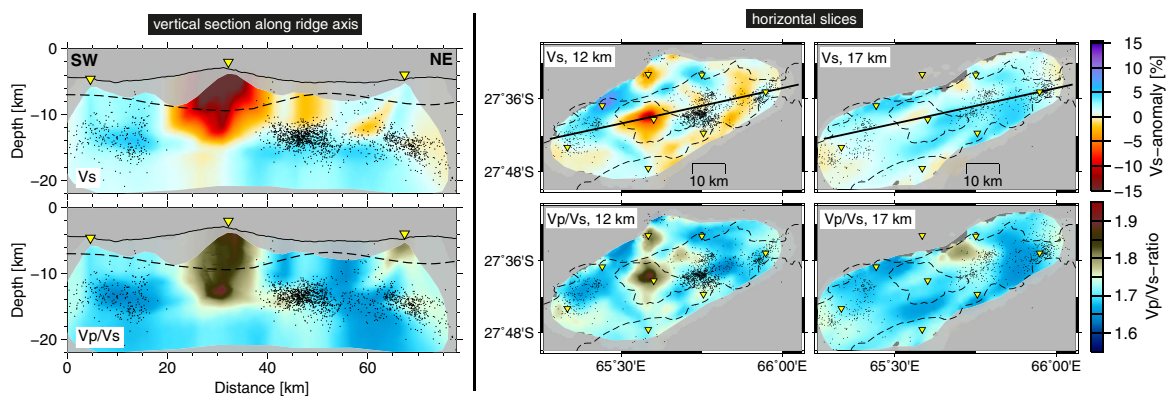 vertical section along ridge axis
0
SW
NE
−10
−20
Depth [km]
Vs
0
−10
−20
Depth [km]
Vp/Vs
0
20
40
60
Distance [km]
horizontal slices
Vs, 12 km
Vs, 17 km
27°36'S
27°48'S
10 km
10 km
Vp/Vs, 12 km
Vp/Vs, 17 km
27°36'S
27°48'S
65°30'E
66°00'E
65°30'E
66°00'E
15
10
5
0
−5
−10
−15
Vs−anomaly [%]
1.9
1.8
1.7
1.6
Vp/Vs−ratio